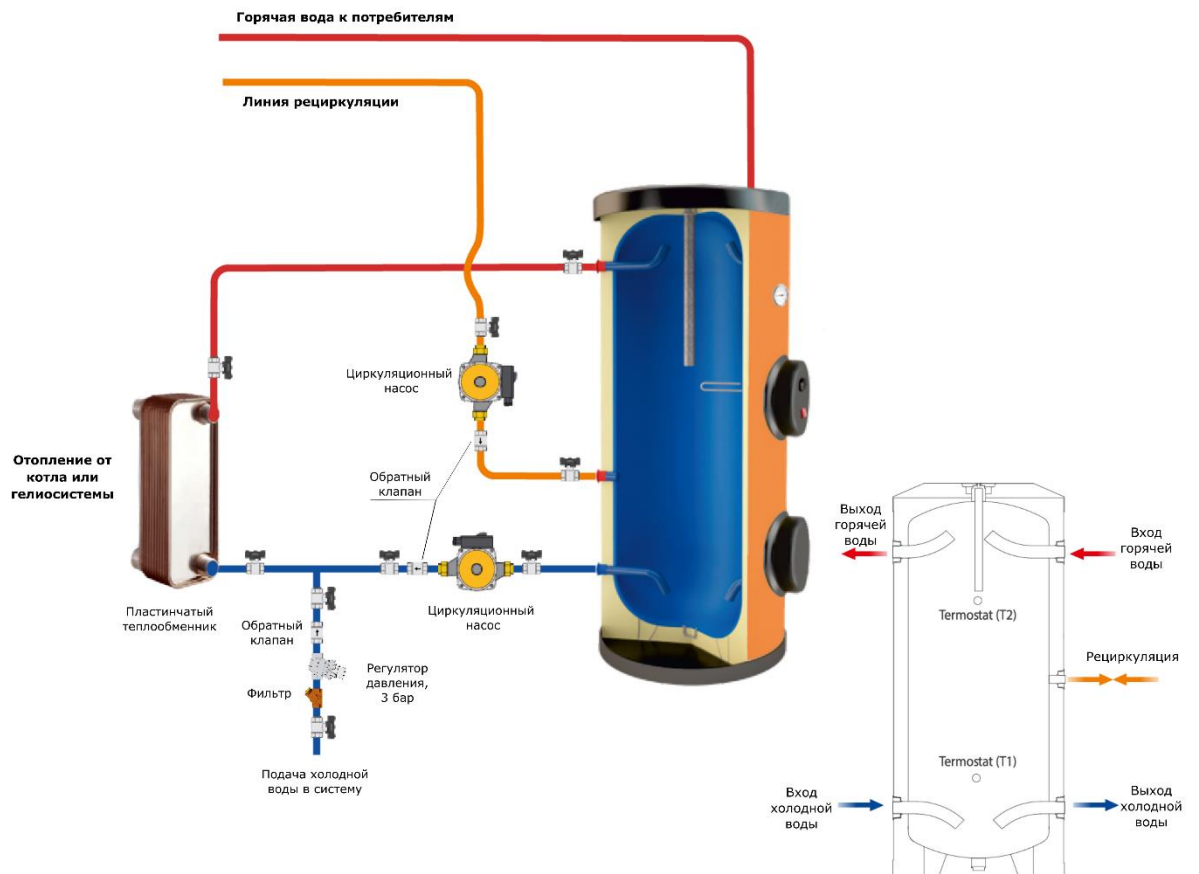 Горячая вода к потребителям
Линия рециркуляции
Циркуляционный
насос
Отопление от
котла или
гелиосистемы
Обратный
клапан
Пластинчатый
теплообменник
Обратный
клапан
Циркуляционный
насос
Регулятор
давления,
3 бар
Фильтр
Подача холодной
воды в систему
Выход
горячей
воды
Вход
горячей
воды
Termostat (T2)
Рециркуляция
Termostat (T1)
Вход
холодной
воды
Выход
холодной
воды